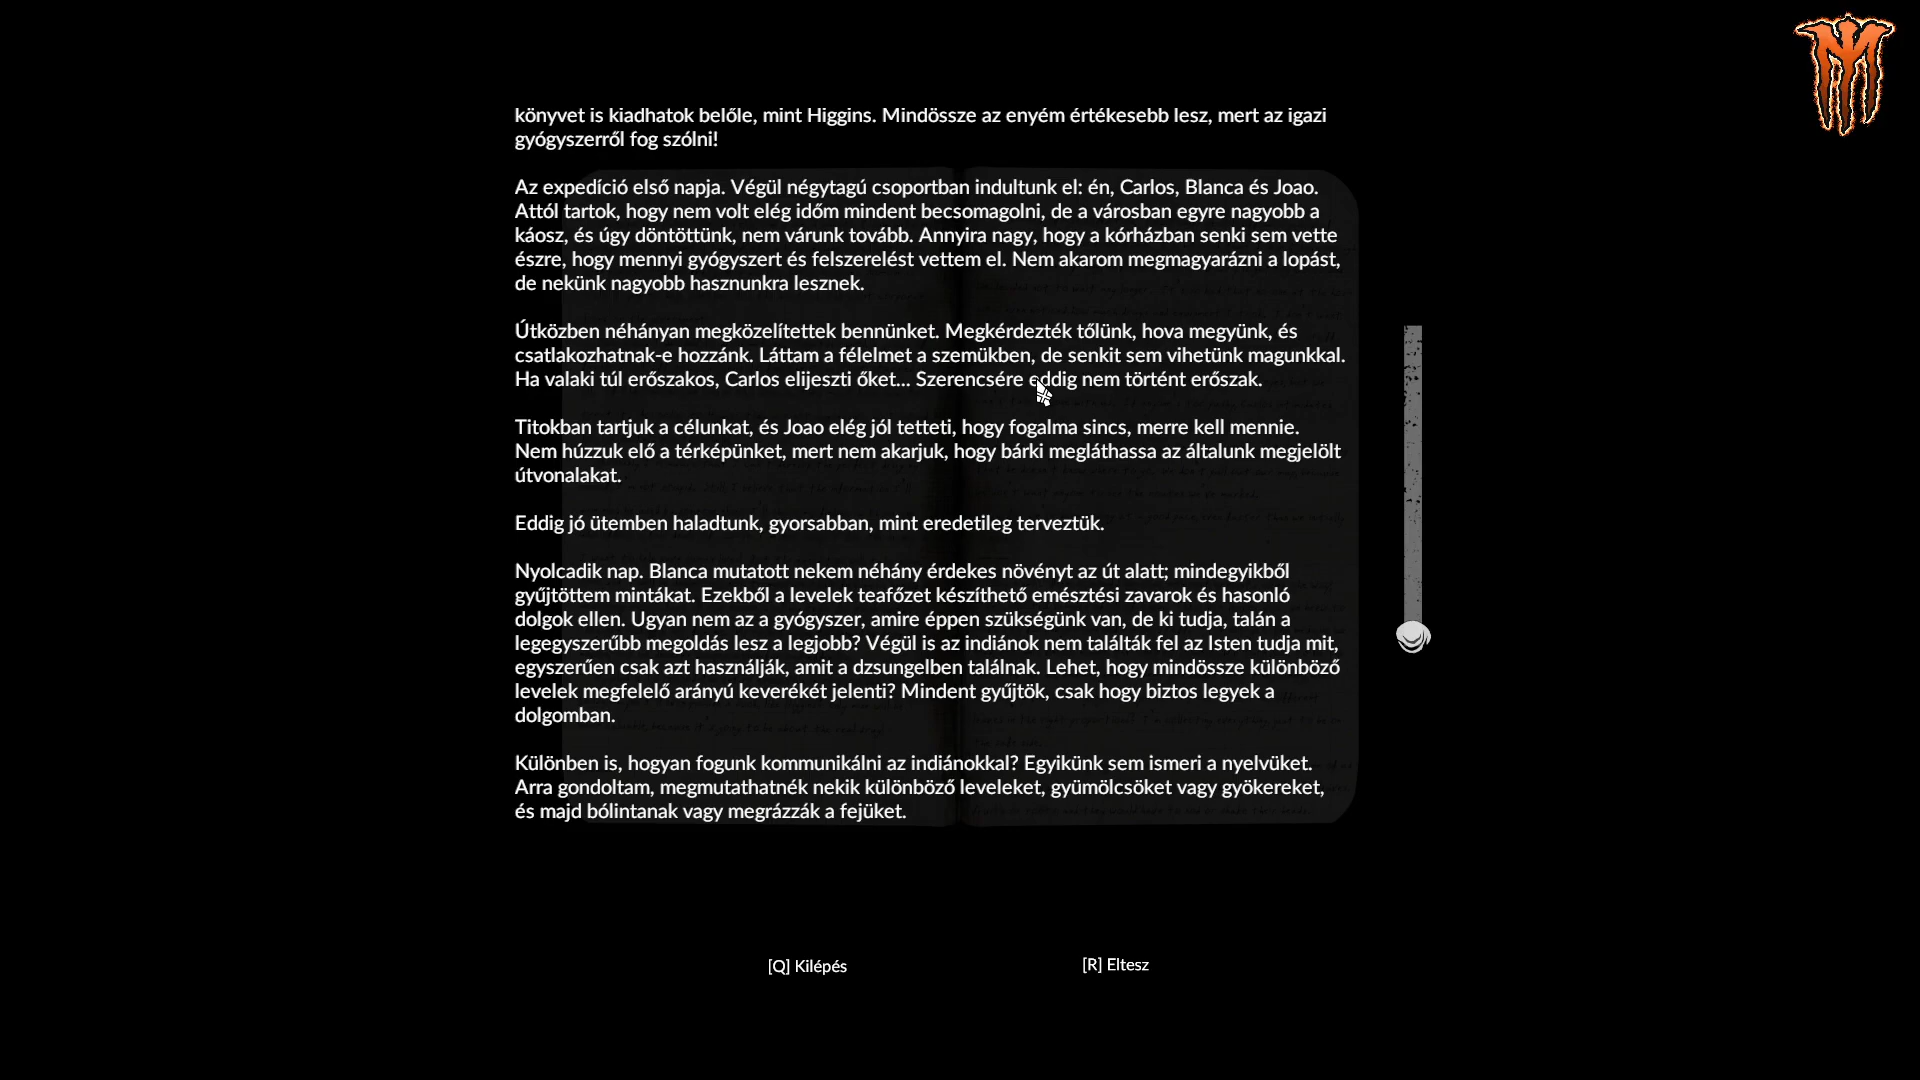 könyvet is kiadhatok belőle, mint Higgins. Mindössze az enyém értékesebb lesz, mert az igazi
gyógyszerről fog szólni!
Az expedíció első napja. Végül négytagú csoportban indultunk el: én, Carlos, Blanca és Joao.
Attól tartok, hogy nem volt elég időm mindent becsomagolni, de a városban egyre nagyobb a
káosz, és úgy döntöttünk, nem várunk tovább. Annyira nagy, hogy a kórházban senki sem vette
észre, hogy mennyi gyógyszert és felszerelést vettem el. Nem akarom megmagyarázni a lopást,
de nekünk nagyobb hasznunkra lesznek.
Útközben néhányan megközelítettek bennünket. Megkérdezték tőlünk, hova megyünk, és
csatlakozhatnak-e hozzánk. Láttam a félelmet a szemükben, de senkit sem vihetünk magunkkal.
Ha valaki túl erőszakos, Carlos elijeszti őket... Szerencsére eddig nem történt erőszak.
Titokban tartjuk a célunkat, és Joao elég jól tetteti, hogy fogalma sincs, merre kell mennie.
Nem húzzuk elő a térképünket, mert nem akarjuk, hogy bárki megláthassa az általunk megjelölt
útvonalakat.
Eddig jó ütemben haladtunk, gyorsabban, mint eredetileg terveztük.
Nyolcadik nap. Blanca mutatott nekem néhány érdekes növényt az út alatt; mindegyikből
gyűjtöttem mintákat. Ezekből a levelek teafőzet készíthető emésztési zavarok és hasonló
dolgok ellen. Ugyan nem az a gyógyszer, amire éppen szükségünk van, de ki tudja, talán a
legegyszerűbb megoldás lesz a legjobb? Végül is az indiánok nem találták fel az Isten tudja mit,
egyszerűen csak azt használják, amit a dzsungelben találnak. Lehet, hogy mindössze különböző
levelek megfelelő arányú keverékét jelenti? Mindent gyűjtök, csak hogy biztos legyek a
dolgomban.
Különben is, hogyan fogunk kommunikálni az indiánokkal? Egyikünk sem ismeri a nyelvüket.
Arra gondoltam, megmutathatnék nekik különböző leveleket, gyümölcsöket vagy gyökereket,
és majd bólintanak vagy megrázzák a fejüket.
[Q] Kilépés
[R] Eltesz